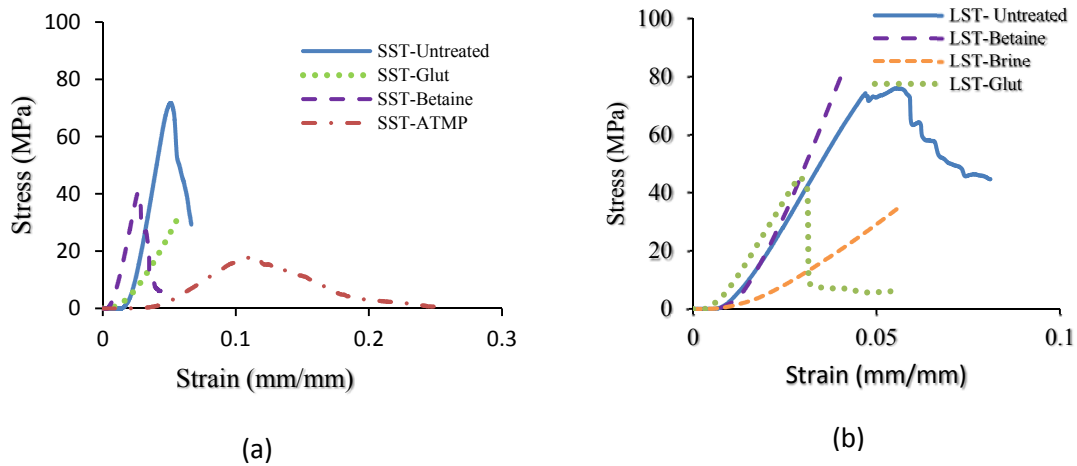 100
80
60
40
20
0
Stress (MPa)
0
0.1
0.2
0.3
Strain (mm/mm)
SST-Untreated
SST-Glut
SST-Betaine
SST-ATMP
(a)
100
80
60
40
20
0
Stress (MPa)
0
0.05
0.1
Strain (mm/mm)
LST- Untreated
LST-Betaine
LST-Brine
LST-Glut
(b)